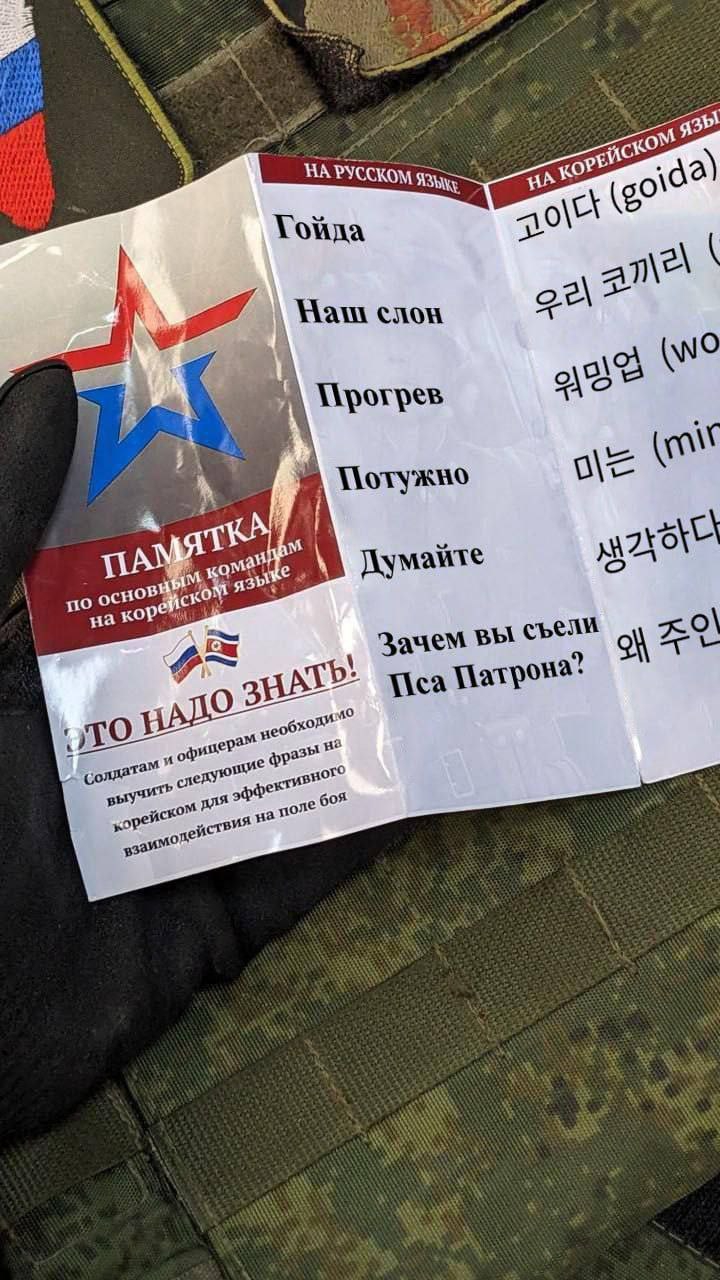 ПАМЯТКА
по основным командам
на корейском языке
ЭТО НАДО ЗНАТЬ!
Солдатам и офицерам необходимо
выучить следующие фразы на
корейском для эффективного
взаимодействия на поле боя
НА РУССКОМ ЯЗЫКЕ
Гойда
Наш слон
Прогрев
Потужно
Думайте
Зачем вы съели
Пса Патрона?
НА КОРЕЙСКОМ ЯЗЫ
고이다 (goida)
우리 코끼리 (
워밍업 (wo
미는 (min
생각하다
왜 주인